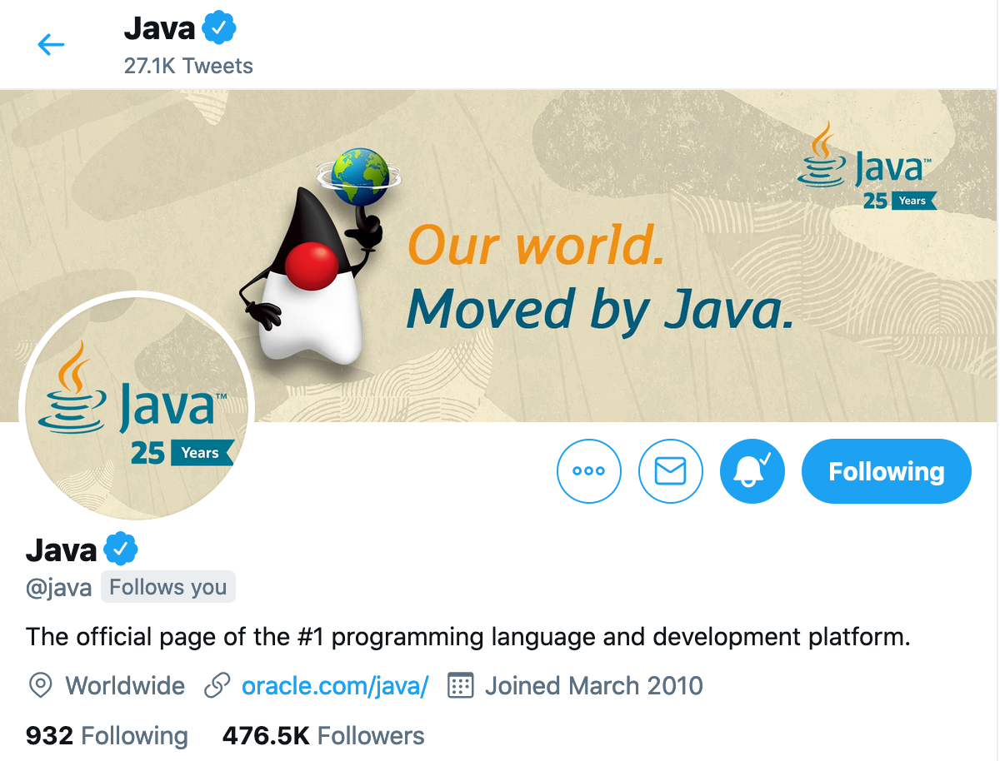 Java
27.1K Tweets
Java™
25 Years
Our world.
Moved by Java.
Java™
25 Years
Following
Java
@java Follows you
The official page of the #1 programming language and development platform.
Worldwide oracle.com/java/ Joined March 2010
932 Following 476.5K Followers